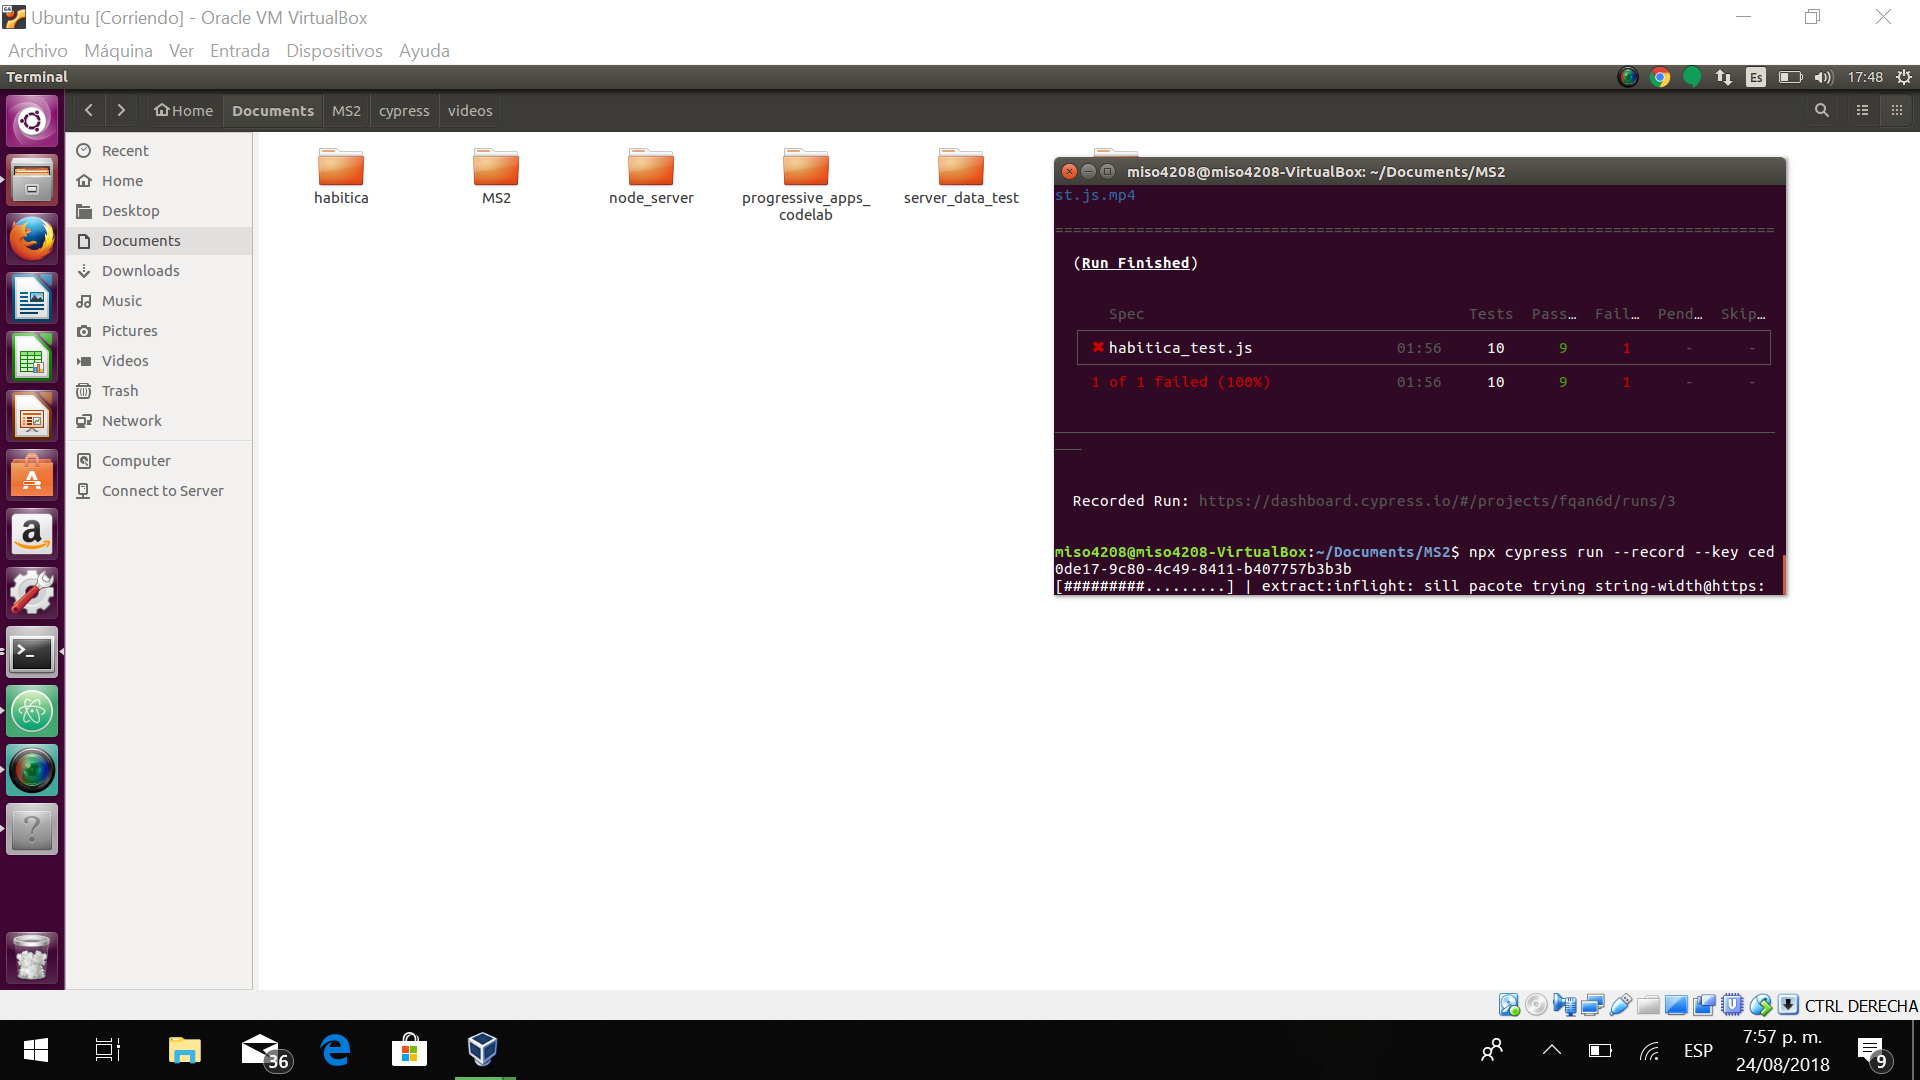 Ubuntu [Corriendo] - Oracle VM VirtualBox
Archivo Máquina Ver Entrada Dispositivos Ayuda
Terminal
Es
17:48
Home Documents MS2 cypress videos
Recent
Home
Desktop
Documents
Downloads
Music
Pictures
Videos
Trash
Network
Computer
Connect to Server
habitica
MS2
node_server
progressive_apps_
codelab
server_data_test
miso4208@miso4208-VirtualBox: ~/Documents/MS2
st.js.mp4
================================================================================
(Run Finished)
Spec Tests Pass… Fail… Pend… Skip…
✖ habitica_test.js 01:56 10 9 1 - -
1 of 1 failed (100%) 01:56 10 9 1 - -
Recorded Run: https://dashboard.cypress.io/#/projects/fqan6d/runs/3
miso4208@miso4208-VirtualBox:~/Documents/MS2$ npx cypress run --record --key ced
0de17-9c80-4c49-8411-b407757b3b3b
[#########.........] | extract:inflight: sill pacote trying string-width@https:
CTRL DERECHA
36
ESP
7:57 p. m.
24/08/2018
9